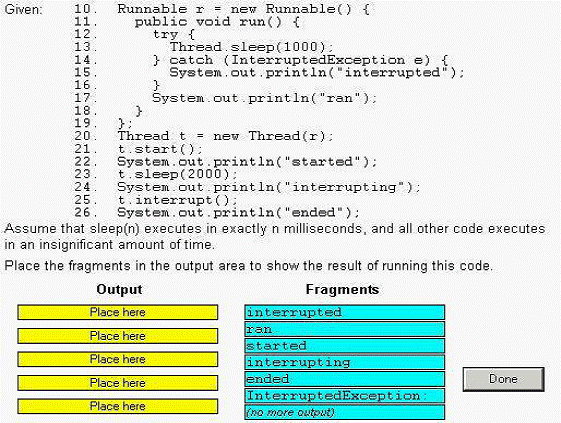 Given: 10. Runnable r = new Runnable() {
11. public void run() {
12. try {
13. Thread.sleep(1000);
14. } catch (InterruptedException e) {
15. System.out.println("interrupted");
16. }
17. System.out.println("ran");
18. }
19. };
20. Thread t = new Thread(r);
21. t.start();
22. System.out.println("started");
23. t.sleep(2000);
24. System.out.println("interrupting");
25. t.interrupt();
26. System.out.println("ended");
Assume that sleep(n) executes in exactly n milliseconds, and all other code executes
in an insignificant amount of time.
Place the fragments in the output area to show the result of running this code.
Output
Place here
Place here
Place here
Place here
Place here
Fragments
interrupted
ran
started
interrupting
ended
InterruptedException:
(no more output)
Done